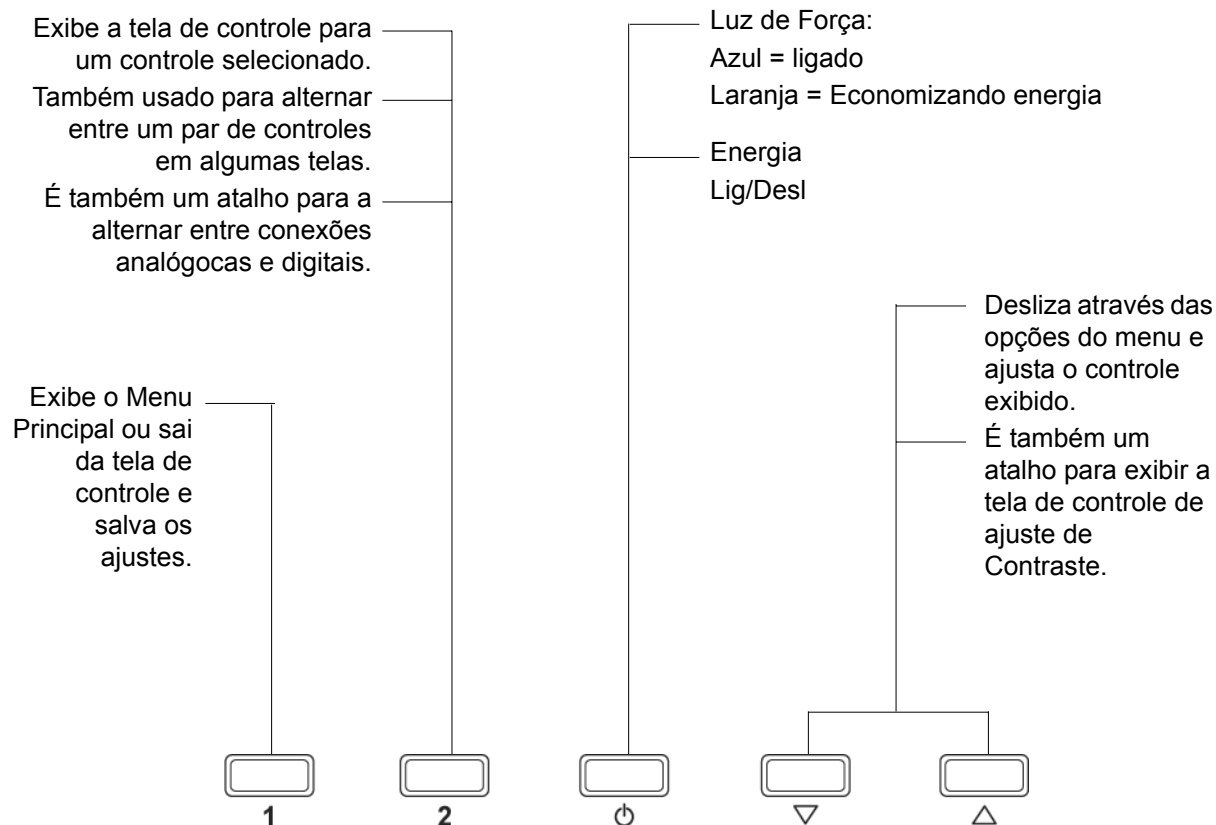 Exibe a tela de controle para
um controle selecionado.
Também usado para alternar
entre um par de controles
em algumas telas.
É também um atalho para a
alternar entre conexões
analógocas e digitais.
Luz de Força:
Azul = ligado
Laranja = Economizando energia
Energia
Lig/Desl
Desliza através das
opções do menu e
ajusta o controle
exibido.
É também um
atalho para exibir a
tela de controle de
ajuste de
Contraste.
Exibe o Menu
Principal ou sai
da tela de
controle e
salva os
ajustes.
1
2